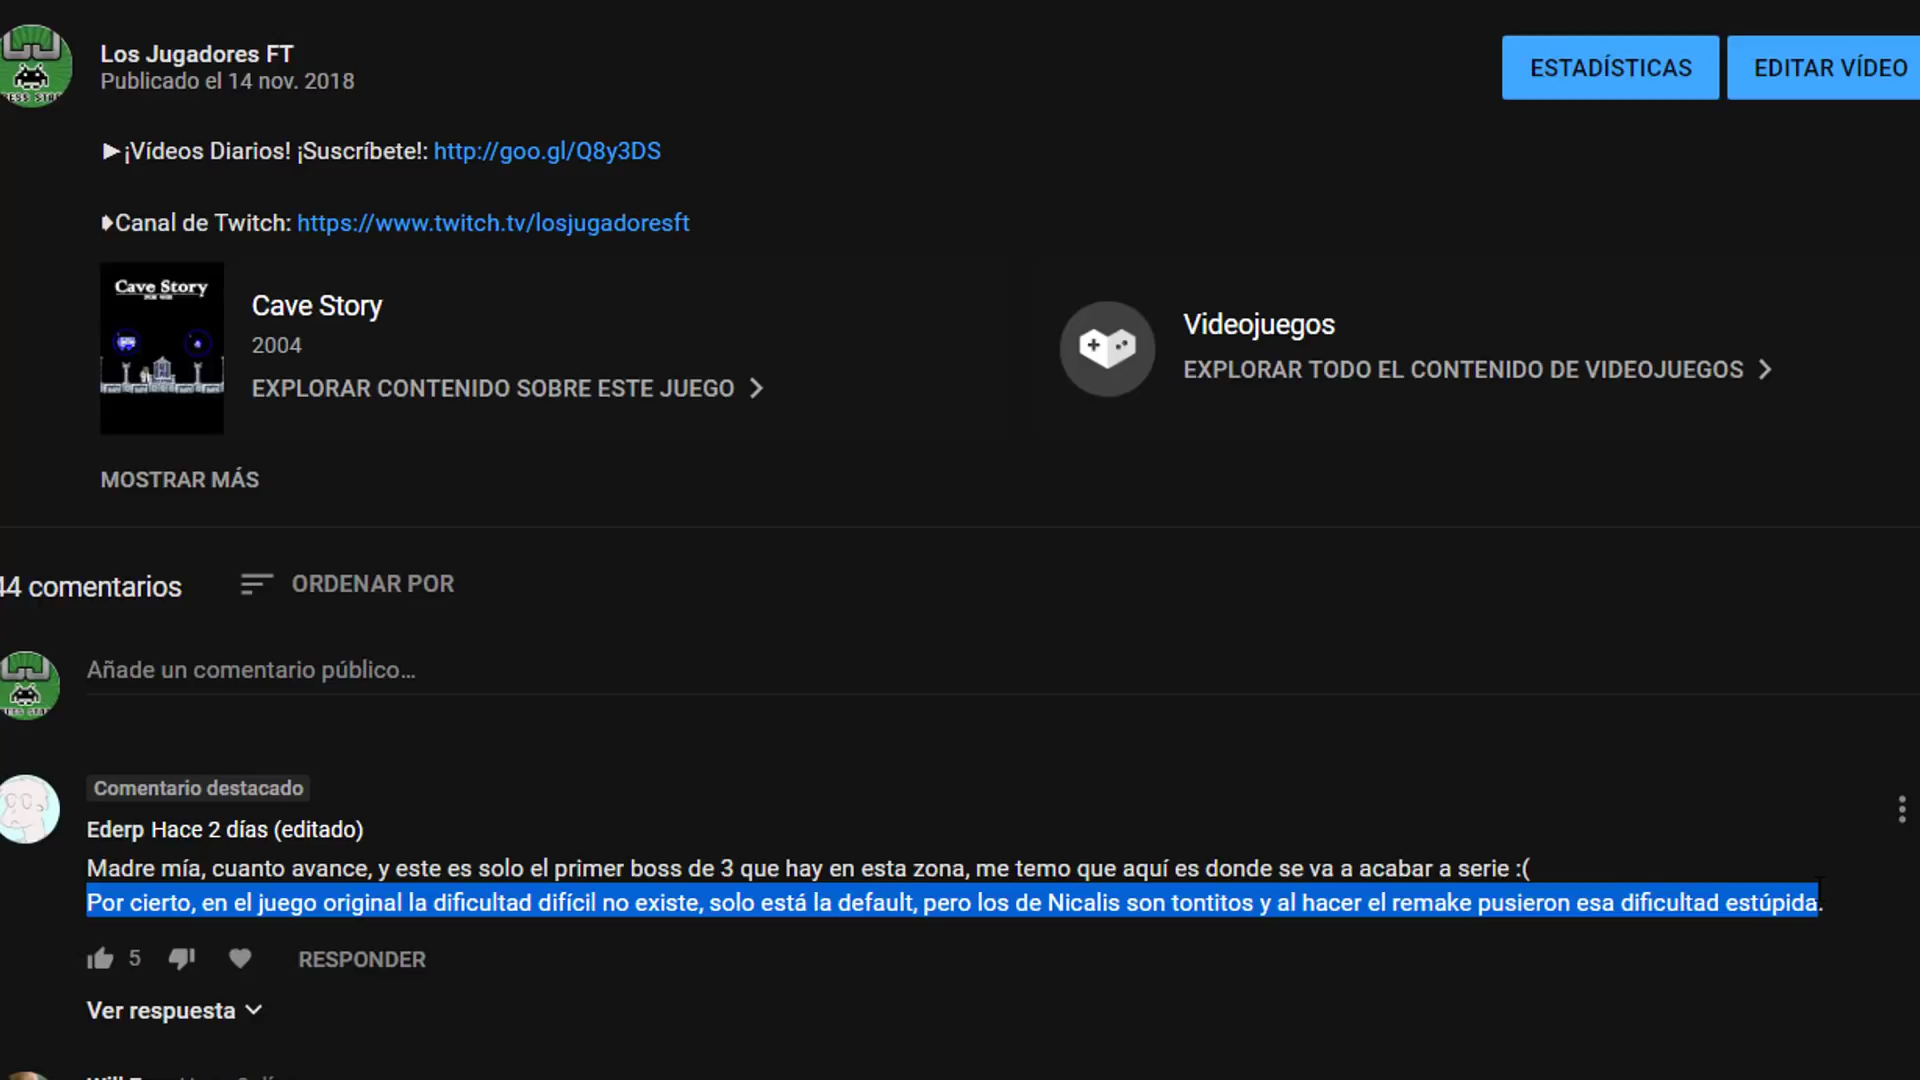 Los Jugadores FT
Publicado el 14 nov. 2018
ESTADÍSTICAS
EDITAR VÍDEO
►¡Vídeos Diarios! ¡Suscríbete!: http://goo.gl/Q8y3DS
➧Canal de Twitch: https://www.twitch.tv/losjugadoresft
Cave Story
Cave Story
2004
EXPLORAR CONTENIDO SOBRE ESTE JUEGO
Videojuegos
EXPLORAR TODO EL CONTENIDO DE VIDEOJUEGOS
MOSTRAR MÁS
44 comentarios
ORDENAR POR
Añade un comentario público...
Comentario destacado
Ederp Hace 2 días (editado)
Madre mía, cuanto avance, y este es solo el primer boss de 3 que hay en esta zona, me temo que aquí es donde se va a acabar a serie :(
Por cierto, en el juego original la dificultad difícil no existe, solo está la default, pero los de Nicalis son tontitos y al hacer el remake pusieron esa dificultad estúpida.
5
RESPONDER
Ver respuesta